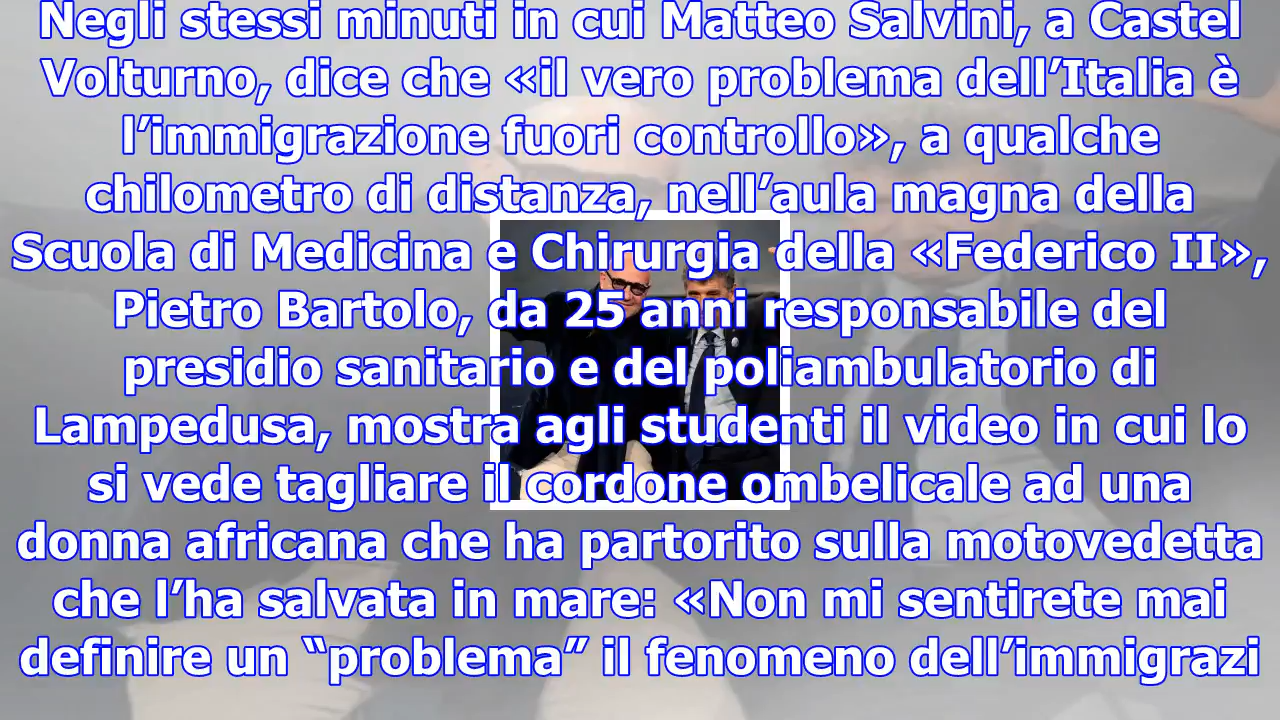 Negli stessi minuti in cui Matteo Salvini, a Castel
Volturno, dice che «il vero problema dell’Italia è
l’immigrazione fuori controllo», a qualche
chilometro di distanza, nell’aula magna della
Scuola di Medicina e Chirurgia della «Federico II»,
Pietro Bartolo, da 25 anni responsabile del
presidio sanitario e del poliambulatorio di
Lampedusa, mostra agli studenti il video in cui lo
si vede tagliare il cordone ombelicale ad una
donna africana che ha partorito sulla motovedetta
che l’ha salvata in mare: «Non mi sentirete mai
definire un “problema” il fenomeno dell’immigrazi